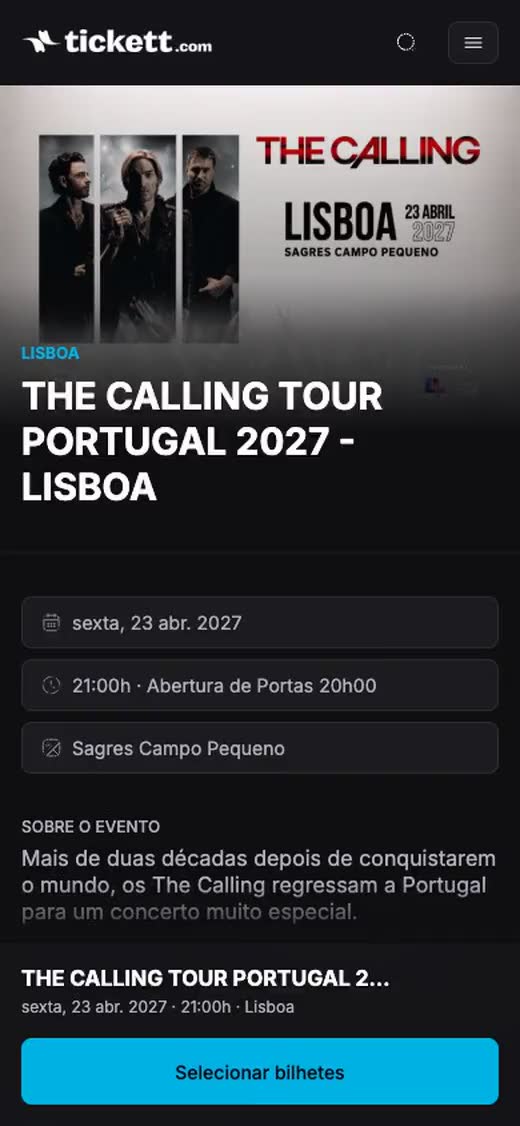 tickett.com
THE CALLING
LISBOA 23 ABRIL
2027
SAGRES CAMPO PEQUENO
LISBOA
THE CALLING TOUR
PORTUGAL 2027 -
LISBOA
sexta, 23 abr. 2027
21:00h · Abertura de Portas 20h00
Sagres Campo Pequeno
SOBRE O EVENTO
Mais de duas décadas depois de conquistarem
o mundo, os The Calling regressam a Portugal
para um concerto muito especial.
THE CALLING TOUR PORTUGAL 2...
sexta, 23 abr. 2027 · 21:00h · Lisboa
Selecionar bilhetes